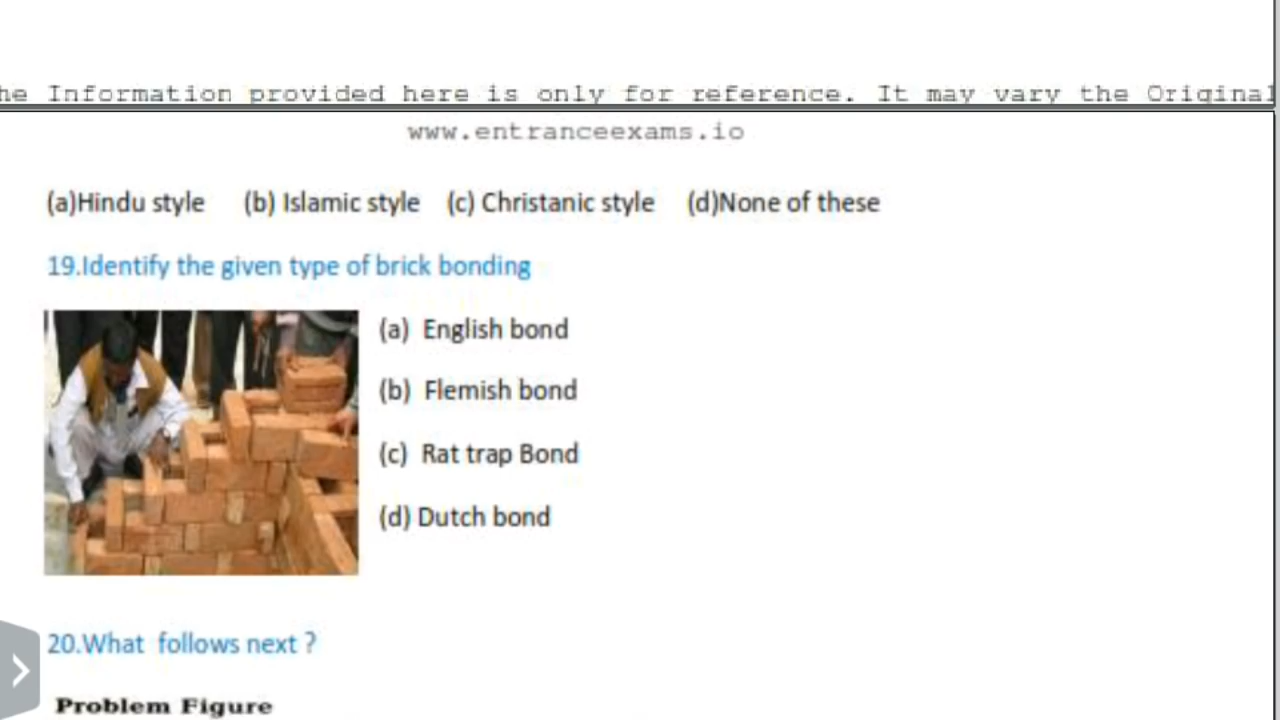 he Information provided here is only for reference. It may vary the Original
www.entranceexams.io
(a)Hindu style (b) Islamic style (c) Christanic style (d)None of these
19.Identify the given type of brick bonding
(a) English bond
(b) Flemish bond
(c) Rat trap Bond
(d) Dutch bond
20.What follows next ?
Problem Figure